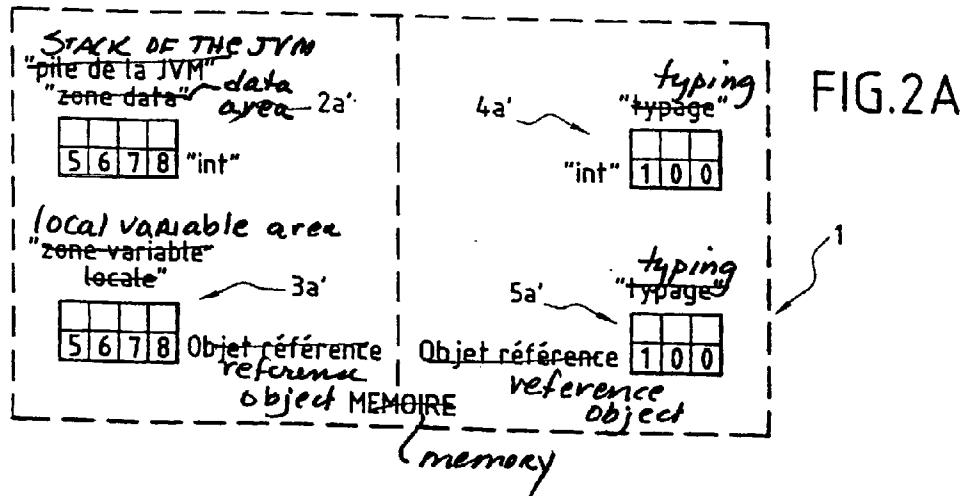 STACK OF THE JVM
"pile de la JVM"
"zone data" data
area 2a'
5 6 7 8 "int"
local variable area
"zone variable
locale"
3a'
5 6 7 8 Objet référence
reference
object MEMOIRE
memory
typing
4a' "typage"
"int" 1 0 0
typing
5a' "typage"
Objet référence 1 0 0
reference
object
1
FIG.2A